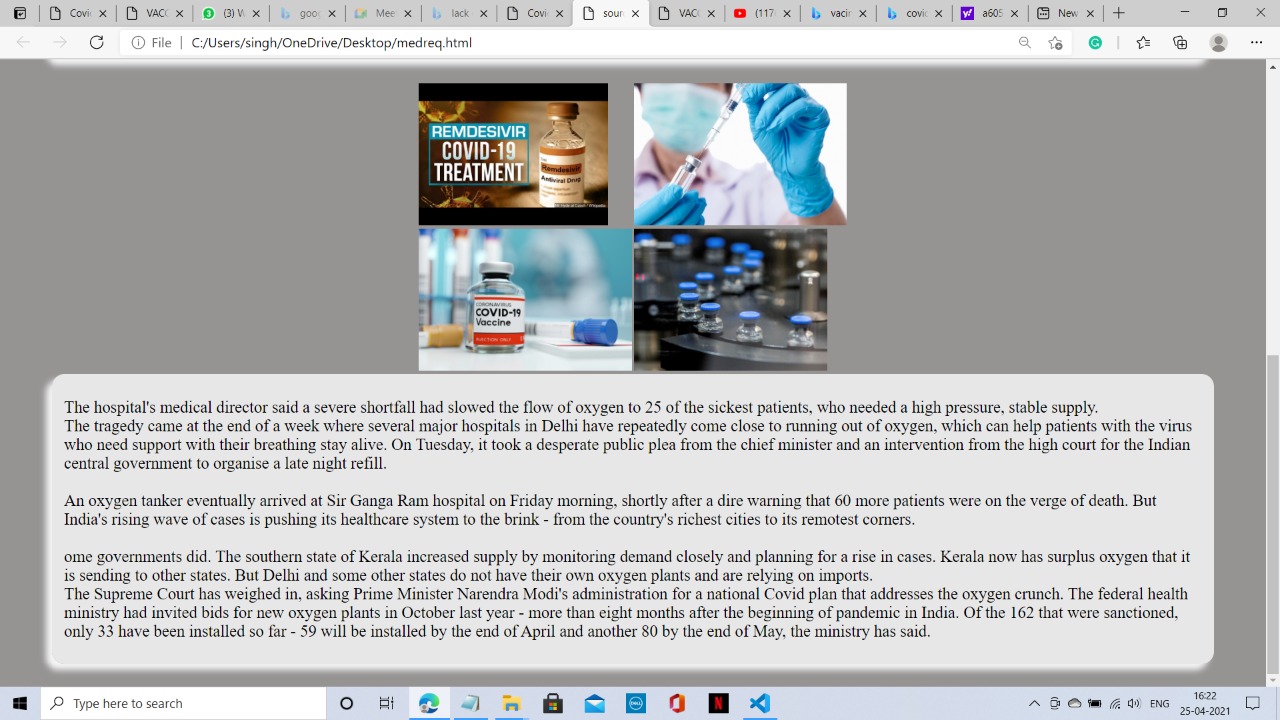 Covic
VACC
(3) W
goog
Mee
lack
Covi
sour
VACC
(117
vacin
covic
a605
New
File
C:/Users/singh/OneDrive/Desktop/medreq.html
REMDESIVIR
COVID-19
TREATMENT
Remdesivir
Antiviral Drug
CORONAVIRUS
COVID-19
Vaccine
INJECTION ONLY
The hospital's medical director said a severe shortfall had slowed the flow of oxygen to 25 of the sickest patients, who needed a high pressure, stable supply.
The tragedy came at the end of a week where several major hospitals in Delhi have repeatedly come close to running out of oxygen, which can help patients with the virus
who need support with their breathing stay alive. On Tuesday, it took a desperate public plea from the chief minister and an intervention from the high court for the Indian
central government to organise a late night refill.
An oxygen tanker eventually arrived at Sir Ganga Ram hospital on Friday morning, shortly after a dire warning that 60 more patients were on the verge of death. But
India's rising wave of cases is pushing its healthcare system to the brink - from the country's richest cities to its remotest corners.
ome governments did. The southern state of Kerala increased supply by monitoring demand closely and planning for a rise in cases. Kerala now has surplus oxygen that it
is sending to other states. But Delhi and some other states do not have their own oxygen plants and are relying on imports.
The Supreme Court has weighed in, asking Prime Minister Narendra Modi's administration for a national Covid plan that addresses the oxygen crunch. The federal health
ministry had invited bids for new oxygen plants in October last year - more than eight months after the beginning of pandemic in India. Of the 162 that were sanctioned,
only 33 have been installed so far - 59 will be installed by the end of April and another 80 by the end of May, the ministry has said.
Type here to search
DELL
N
ENG
16:22
25-04-2021